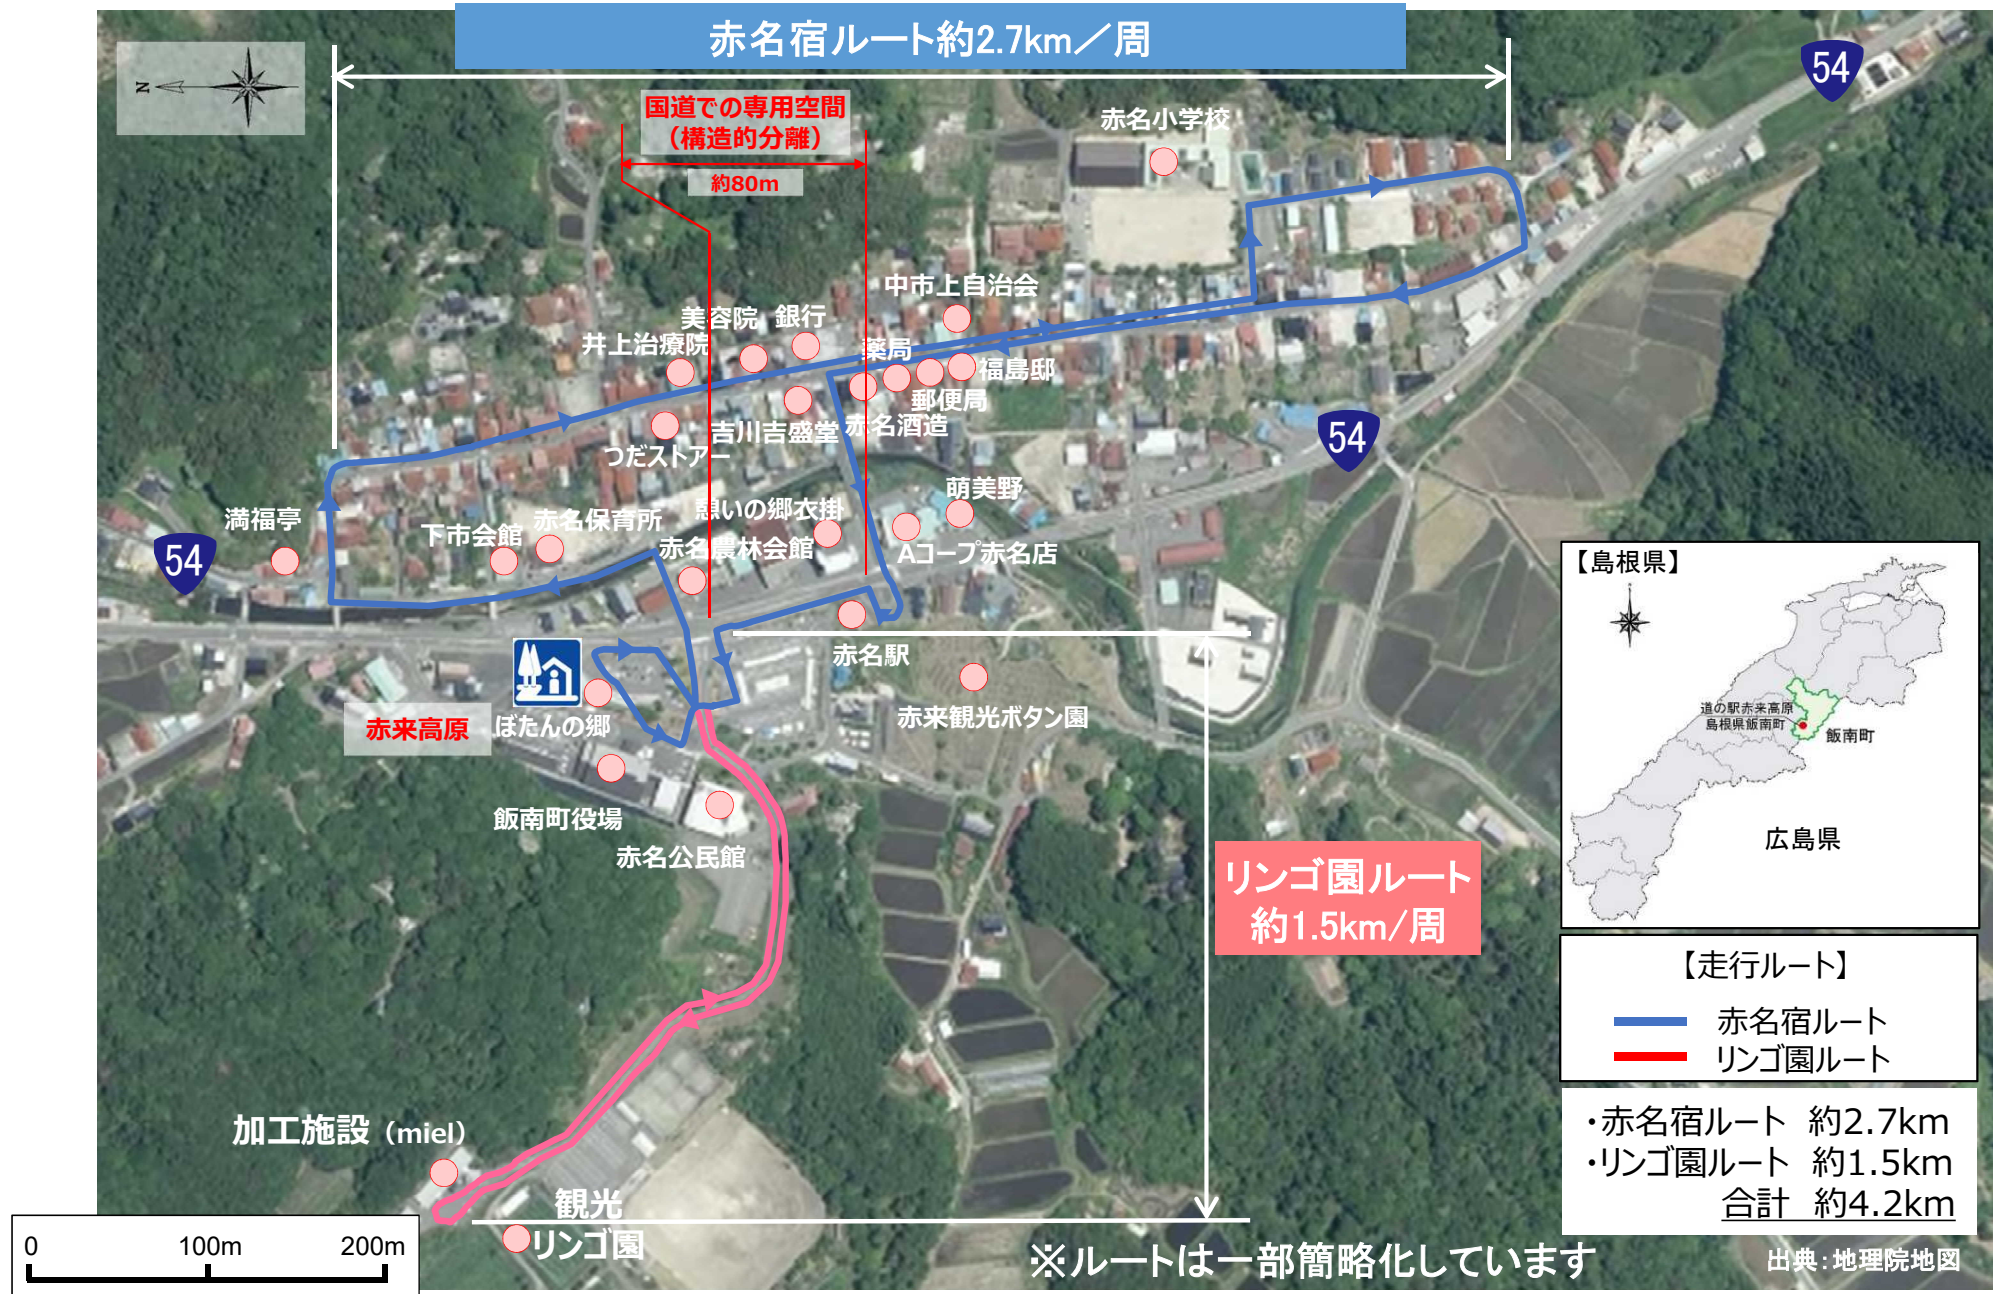 赤名宿ルート約2.7km／周
54
N
国道での専用空間
（構造的分離）
約80m
赤名小学校
中市上自治会
美容院
銀行
井上治療院
薬局
福島邸
郵便局
吉川吉盛堂
赤名酒造
つだストアー
54
萌美野
憩いの郷衣掛
満福亭
赤名保育所
下市会館
赤名農林会館
Aコープ赤名店
54
赤名駅
赤来高原
ぼたんの郷
赤来観光ボタン園
飯南町役場
赤名公民館
リンゴ園ルート
約1.5km/周
【島根県】
道の駅赤来高原
島根県飯南町
飯南町
広島県
【走行ルート】
赤名宿ルート
リンゴ園ルート
・赤名宿ルート 約2.7km
・リンゴ園ルート 約1.5km
合計 約4.2km
加工施設（miel）
観光
リンゴ園
0 100m 200m
※ルートは一部簡略化しています
出典：地理院地図